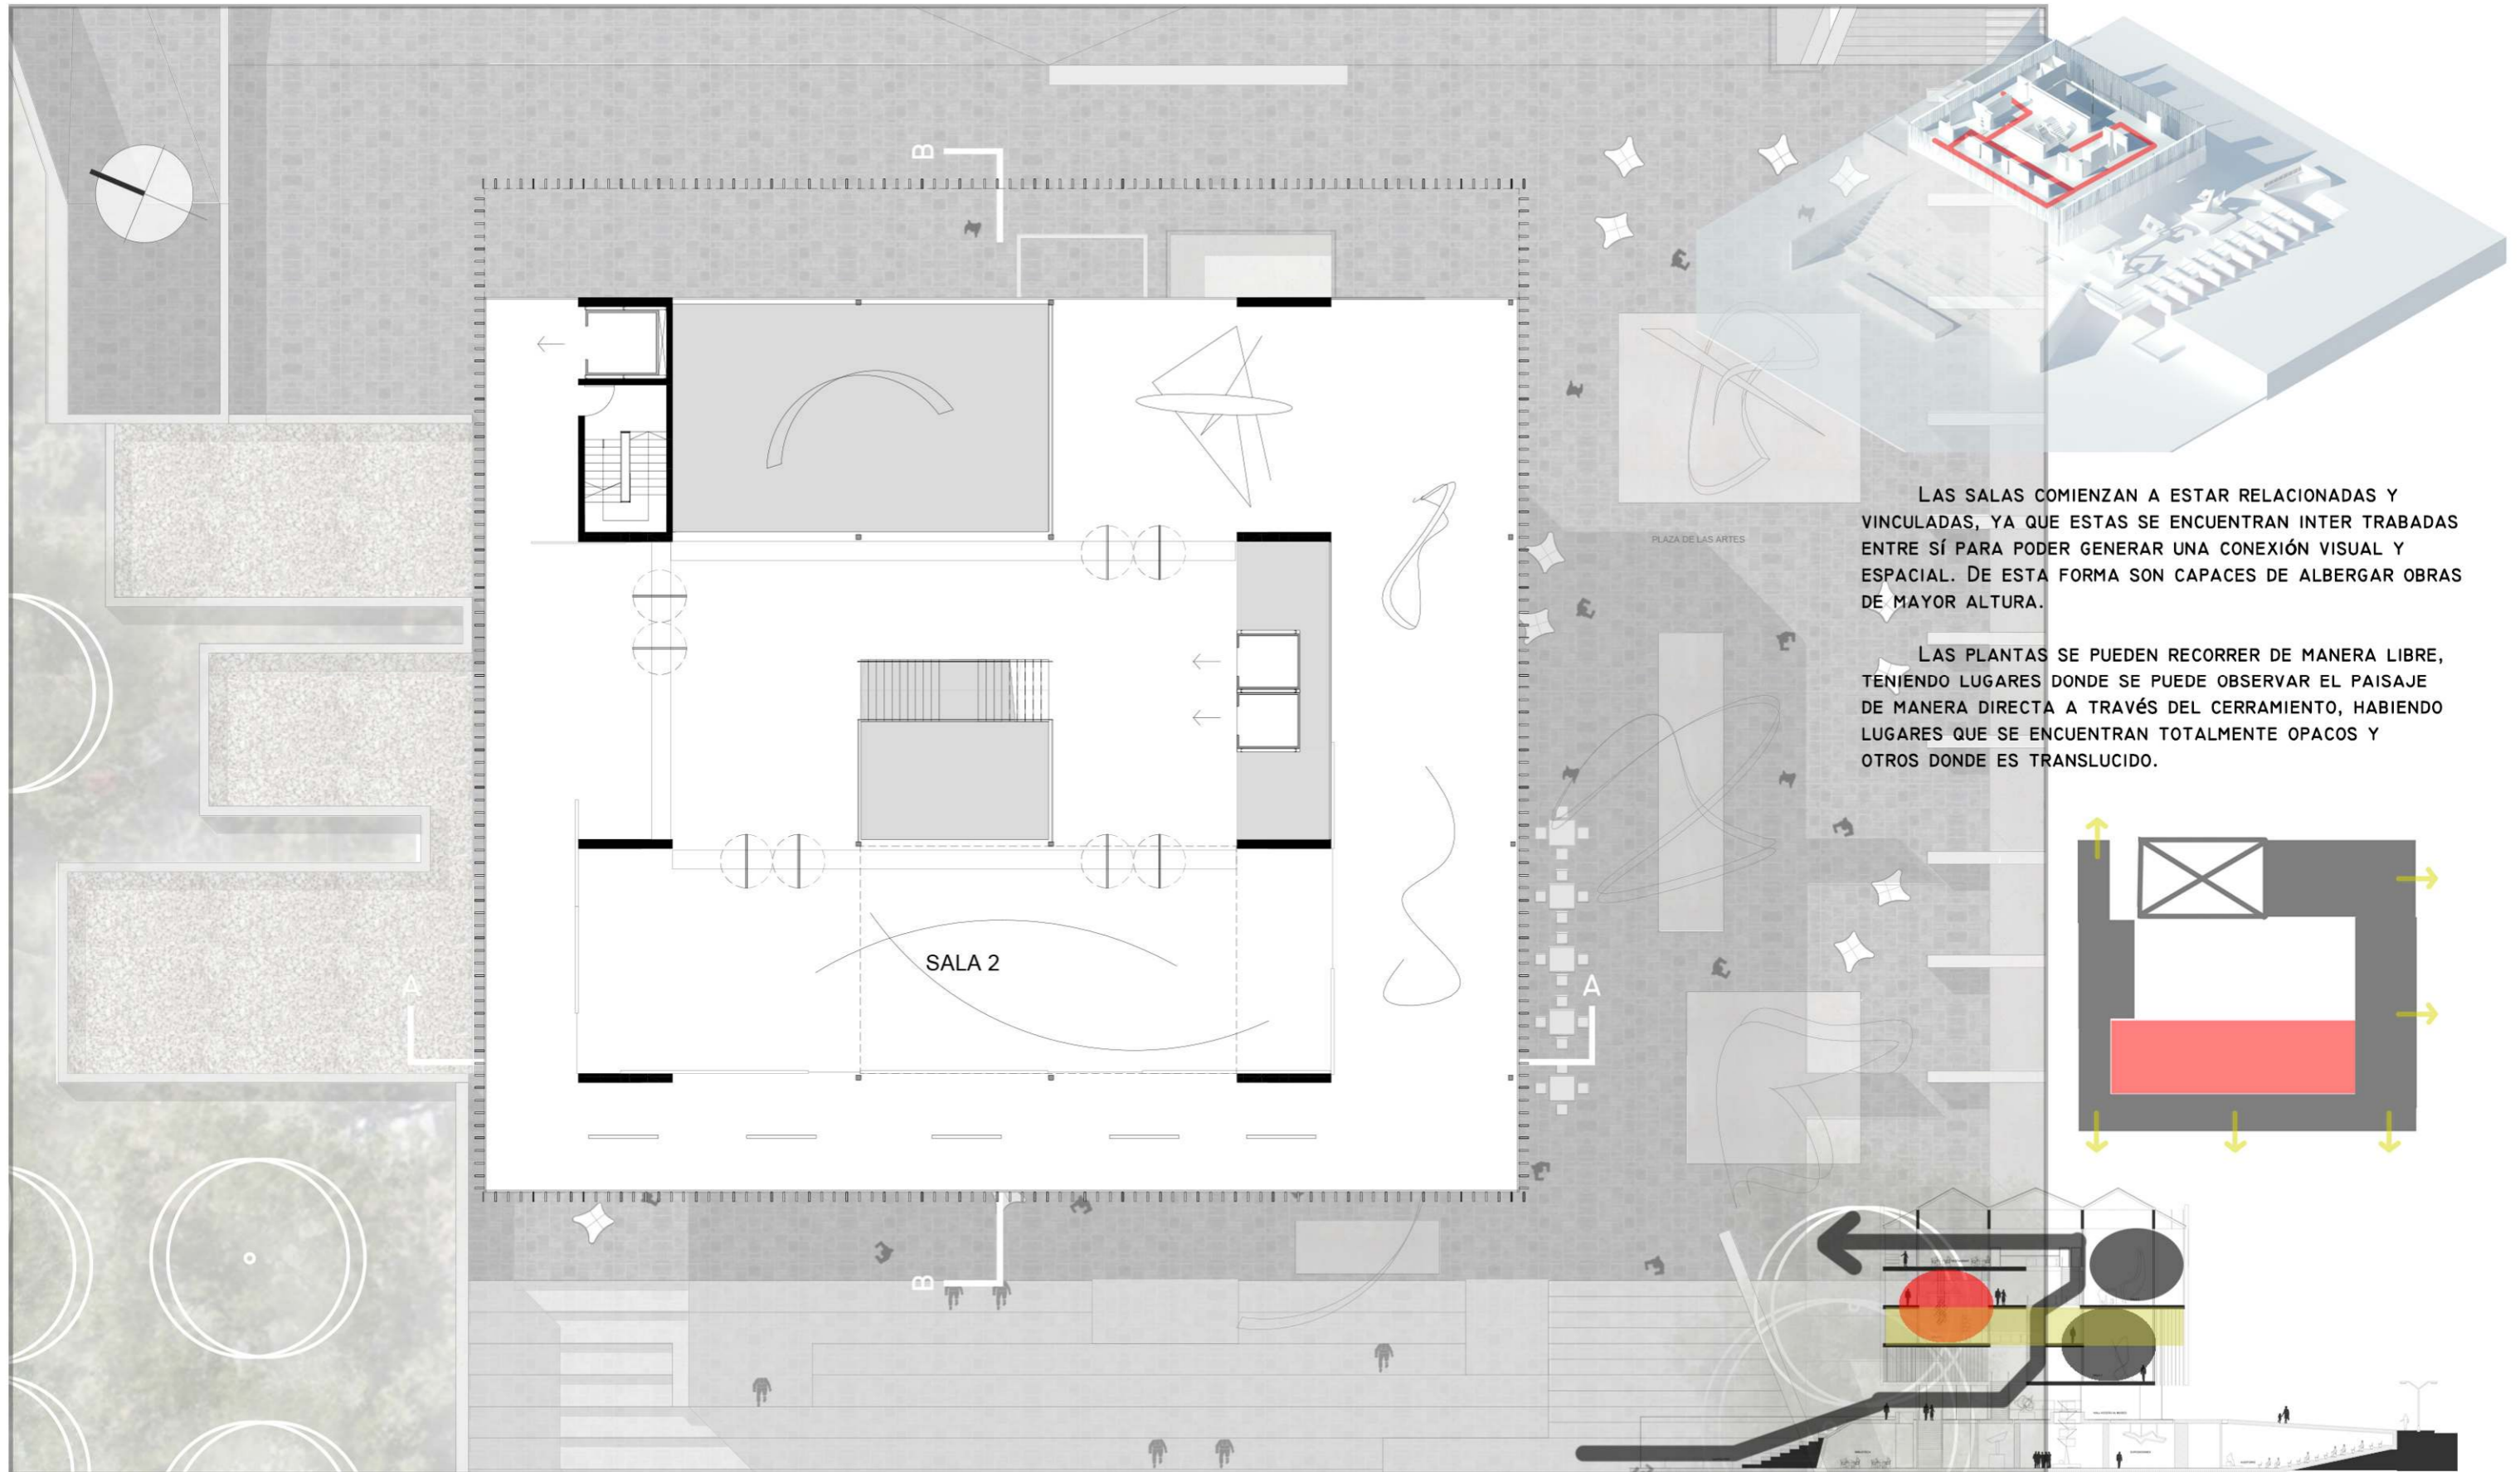 B
LAS SALAS COMIENZAN A ESTAR RELACIONADAS Y
VINCULADAS, YA QUE ESTAS SE ENCUENTRAN INTER TRABADAS
ENTRE SÍ PARA PODER GENERAR UNA CONEXIÓN VISUAL Y
ESPACIAL. DE ESTA FORMA SON CAPACES DE ALBERGAR OBRAS
DE MAYOR ALTURA.
PLAZA DE LAS ARTES
LAS PLANTAS SE PUEDEN RECORRER DE MANERA LIBRE,
TENIENDO LUGARES DONDE SE PUEDE OBSERVAR EL PAISAJE
DE MANERA DIRECTA A TRAVÉS DEL CERRAMIENTO, HABIENDO
LUGARES QUE SE ENCUENTRAN TOTALMENTE OPACOS Y
OTROS DONDE ES TRANSLUCIDO.
SALA 2
A
A
B